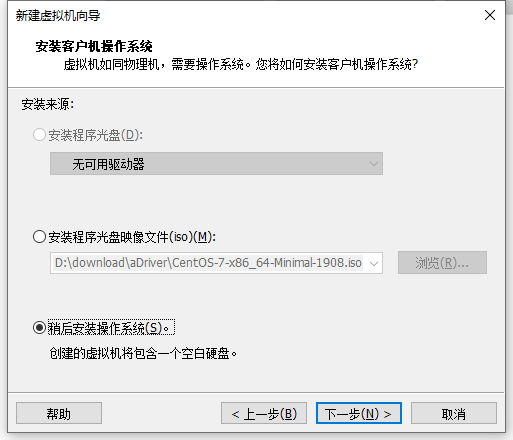 新建虚拟机向导
安装客户机操作系统
虚拟机如同物理机，需要操作系统。您将如何安装客户机操作系统?
安装来源:
安装程序光盘(D):
无可用驱动器
安装程序光盘映像文件(iso)(M):
D:\download\aDriver\CentOS-7-x86_64-Minimal-1908.iso
浏览(R)...
稍后安装操作系统(S)。
创建的虚拟机将包含一个空白硬盘。
帮助
< 上一步(B)
下一步(N) >
取消